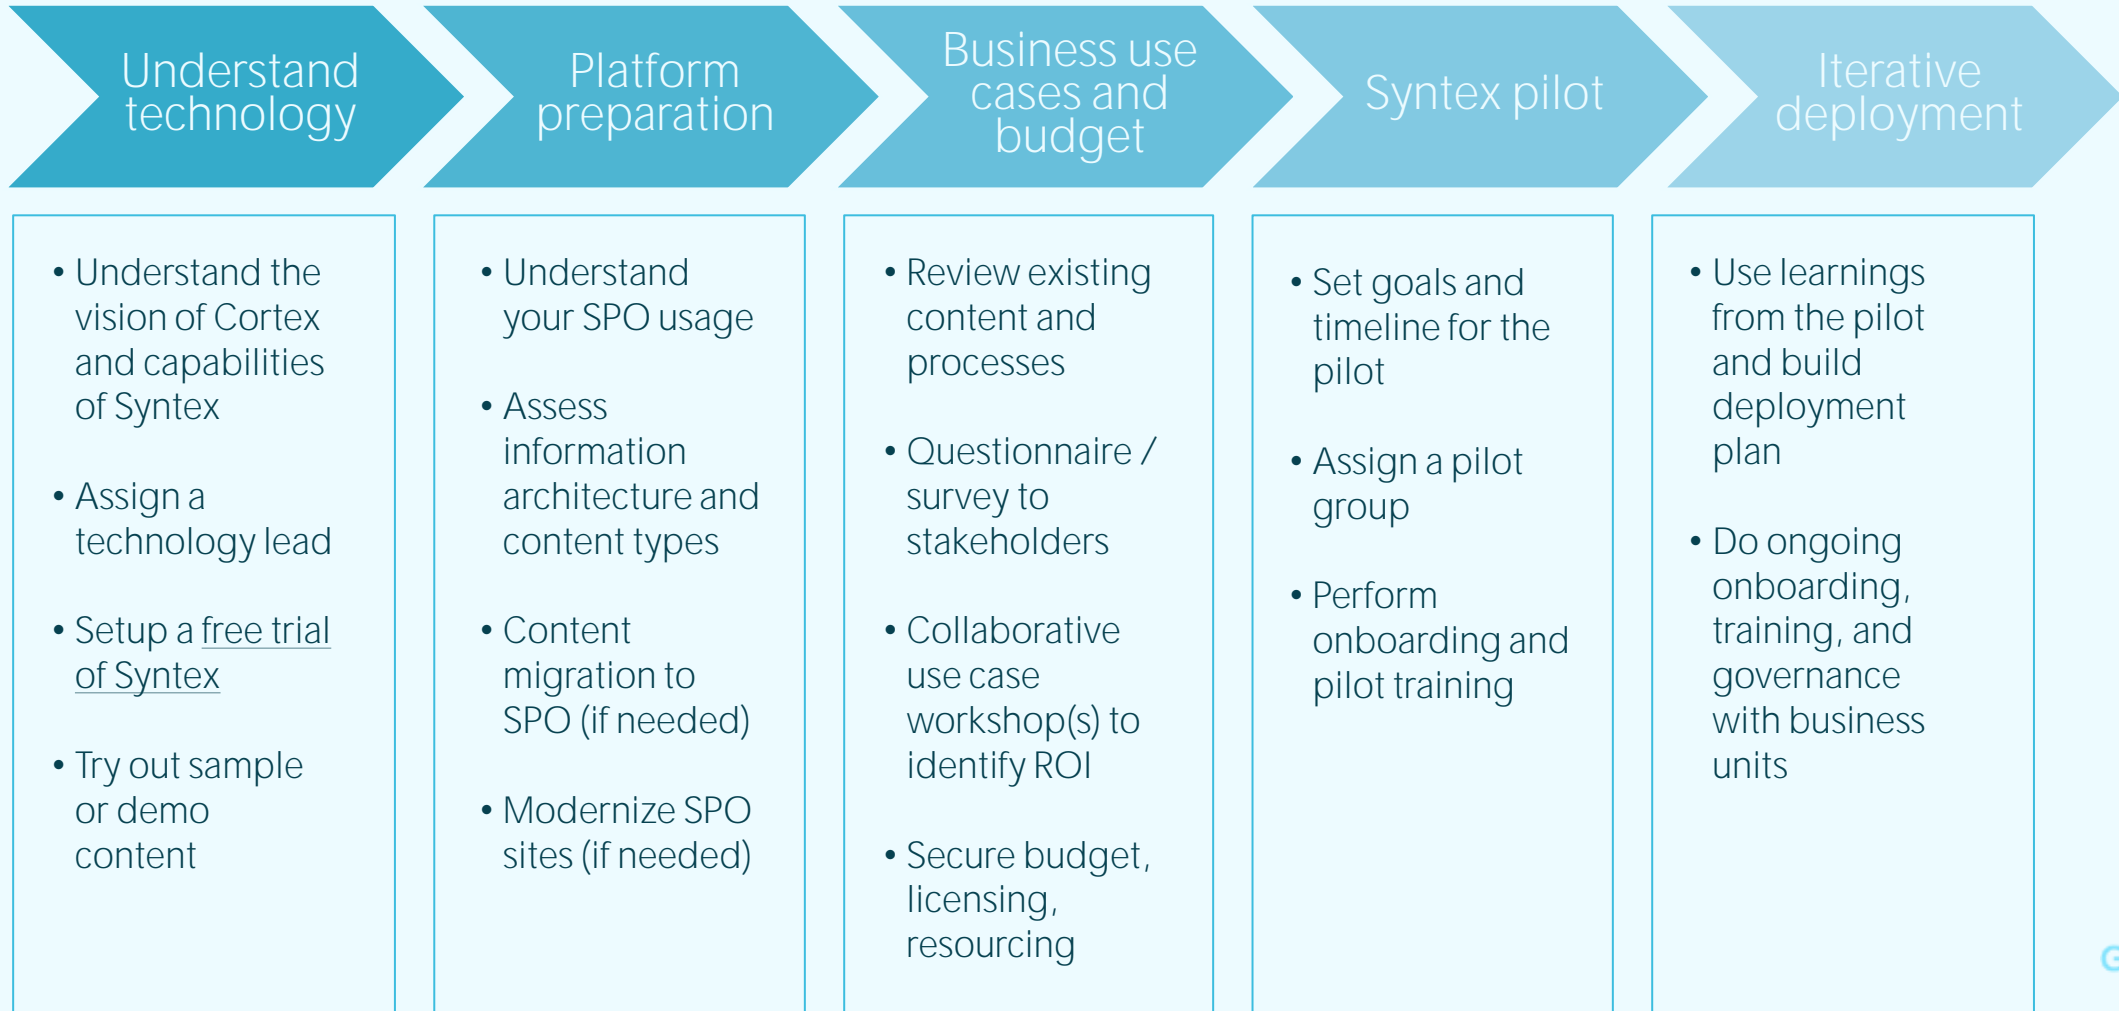 Understand
technology
Platform
preparation
Business use
cases and
budget
Syntex pilot
Iterative
deployment
• Understand the
vision of Cortex
and capabilities
of Syntex
• Assign a
technology lead
• Setup a free trial
of Syntex
• Try out sample
or demo
content
• Understand
your SPO usage
• Assess
information
architecture and
content types
• Content
migration to
SPO (if needed)
• Modernize SPO
sites (if needed)
• Review existing
content and
processes
• Questionnaire /
survey to
stakeholders
• Collaborative
use case
workshop(s) to
identify ROI
• Secure budget,
licensing,
resourcing
• Set goals and
timeline for the
pilot
• Assign a pilot
group
• Perform
onboarding and
pilot training
• Use learnings
from the pilot
and build
deployment
plan
• Do ongoing
onboarding,
training, and
governance
with business
units